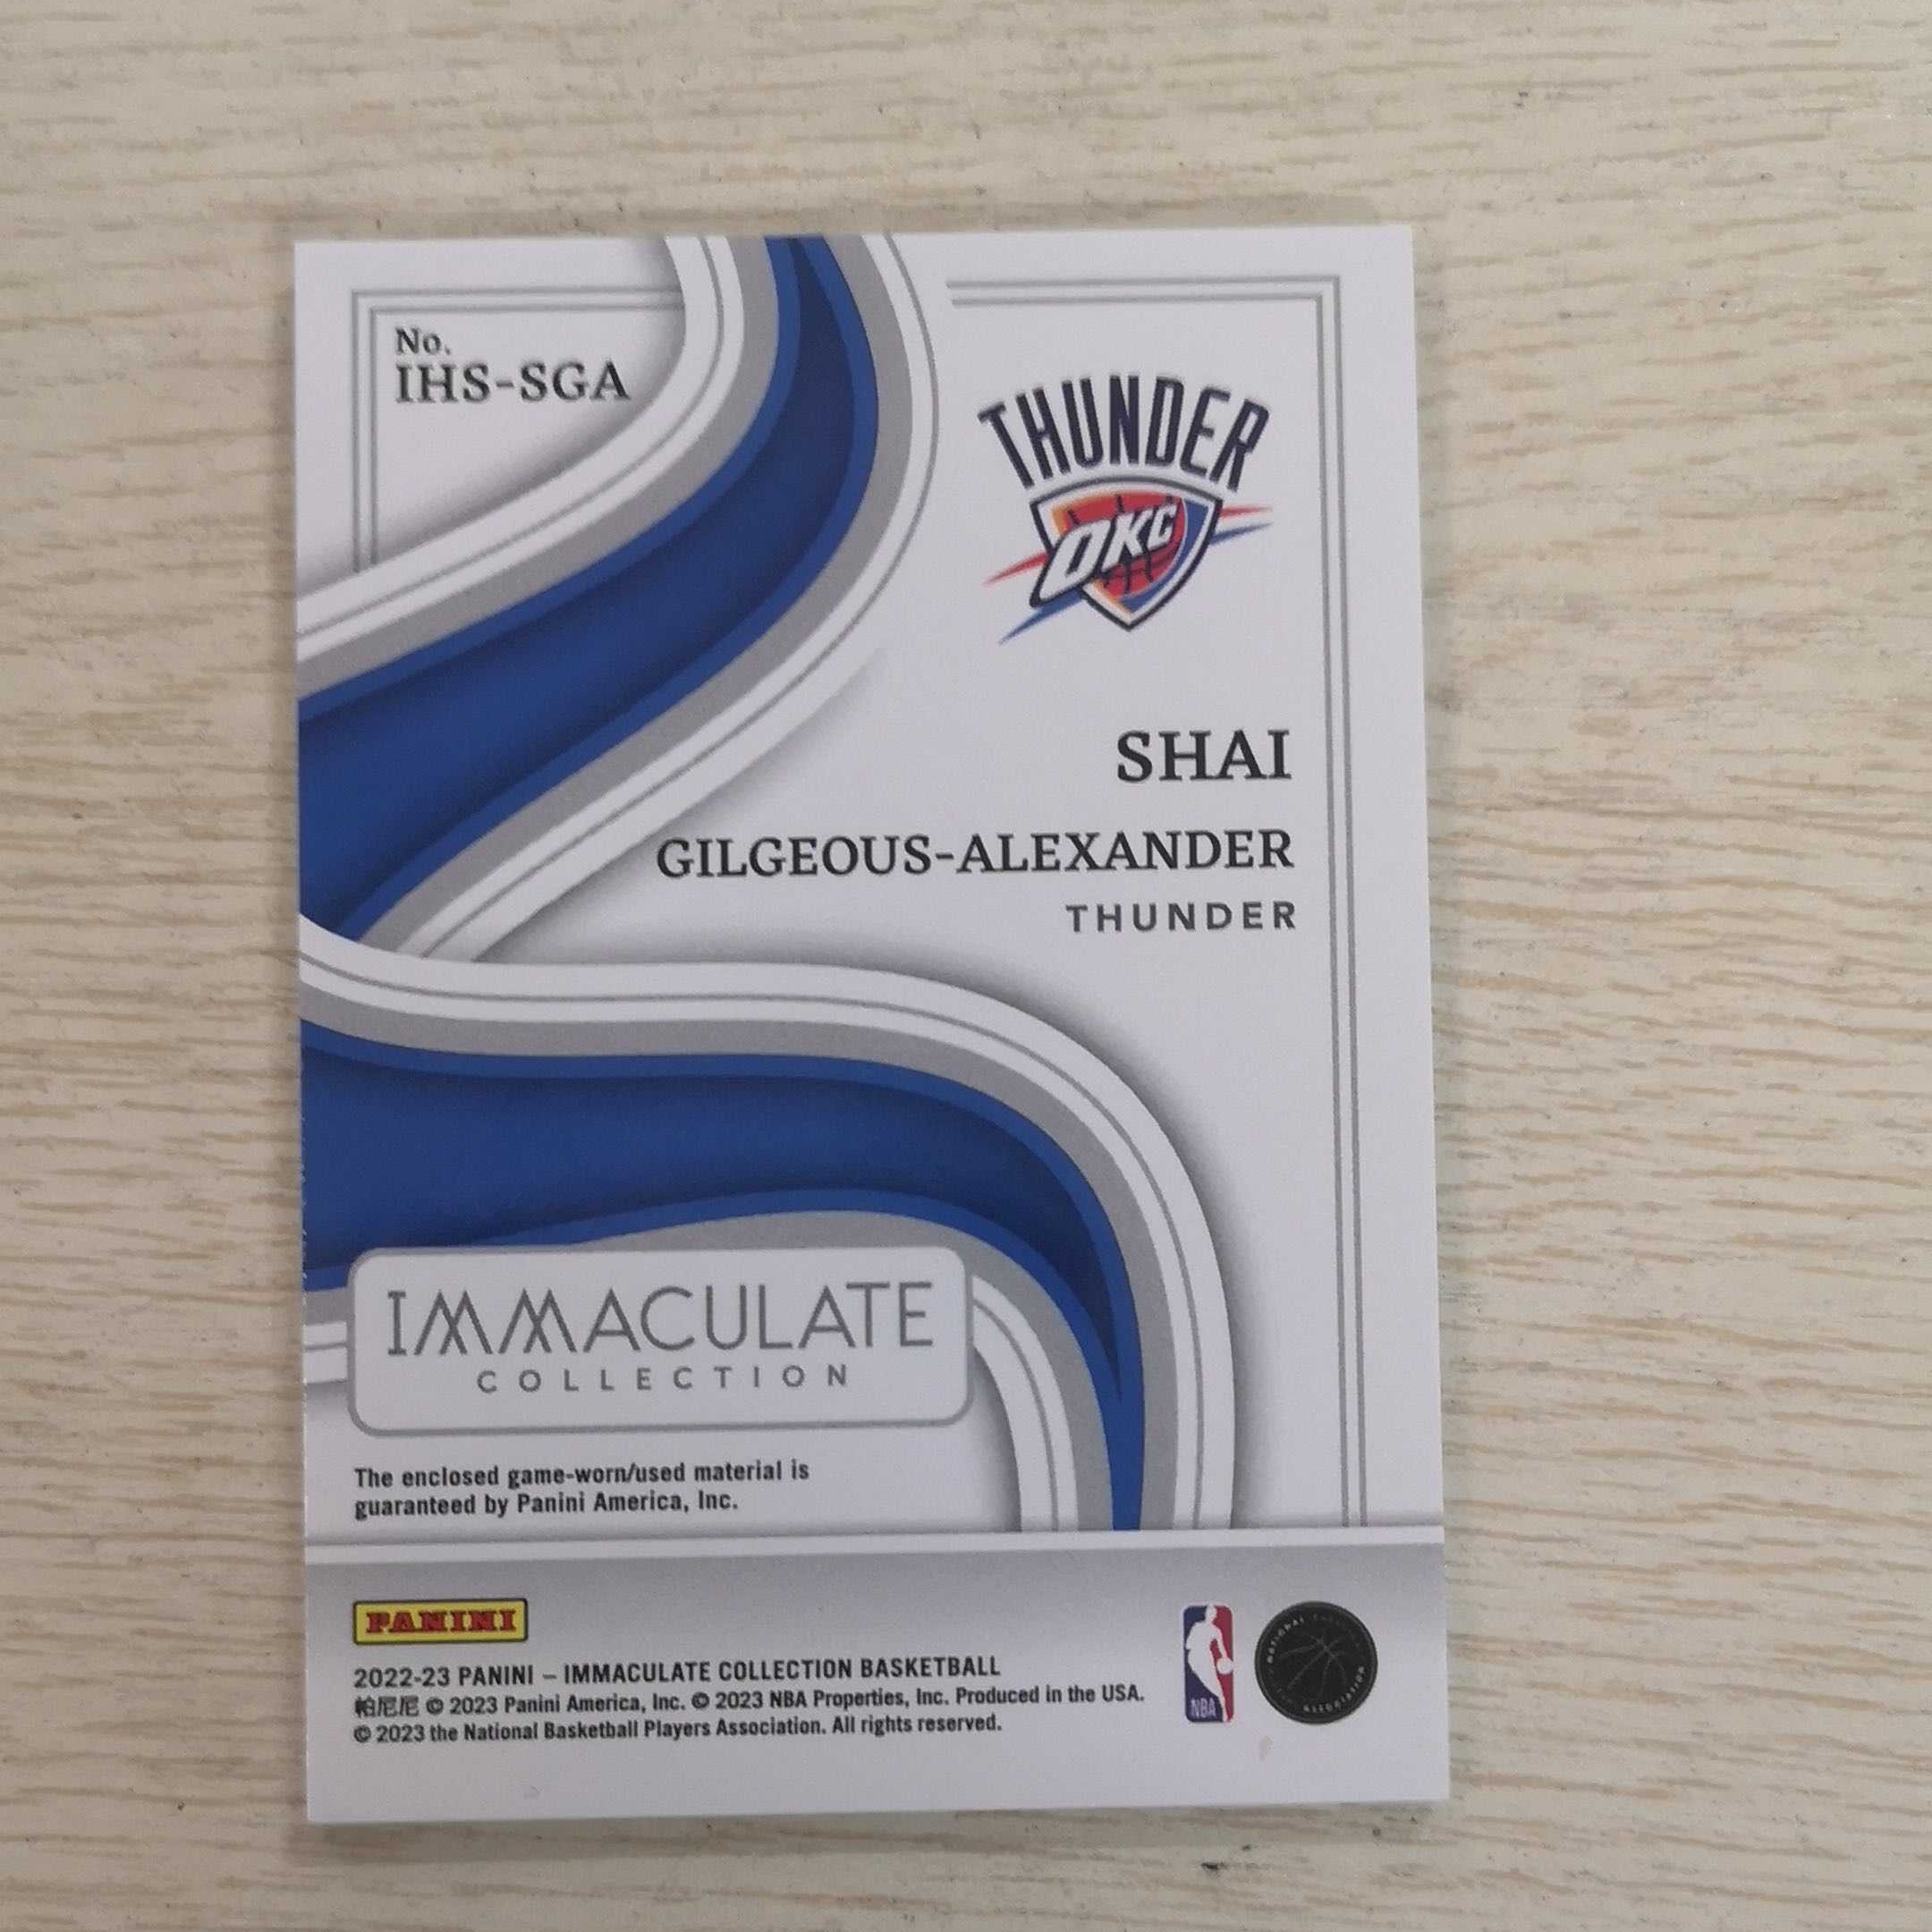 No.
IHS-SGA
THUNDER
OKC
SHAI
GILGEOUS-ALEXANDER
THUNDER
IMMACULATE
COLLECTION
The enclosed game-worn/used material is
guaranteed by Panini America, Inc.
PANINI
2022-23 PANINI – IMMACULATE COLLECTION BASKETBALL
帕尼尼 © 2023 Panini America, Inc. © 2023 NBA Properties, Inc. Produced in the USA.
© 2023 the National Basketball Players Association. All rights reserved.
NBA
NATIONAL
ASSOCIATION